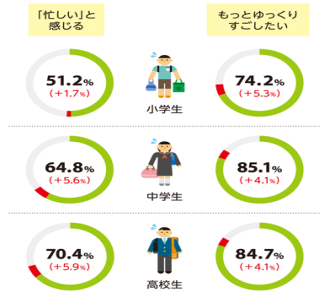 「忙しい」と
感じる
もっとゆっくり
すごしたい
51.2%
(+1.7%)
小学生
74.2%
(+5.3%)
64.8%
(+5.6%)
中学生
85.1%
(+4.1%)
70.4%
(+5.9%)
高校生
84.7%
(+4.1%)